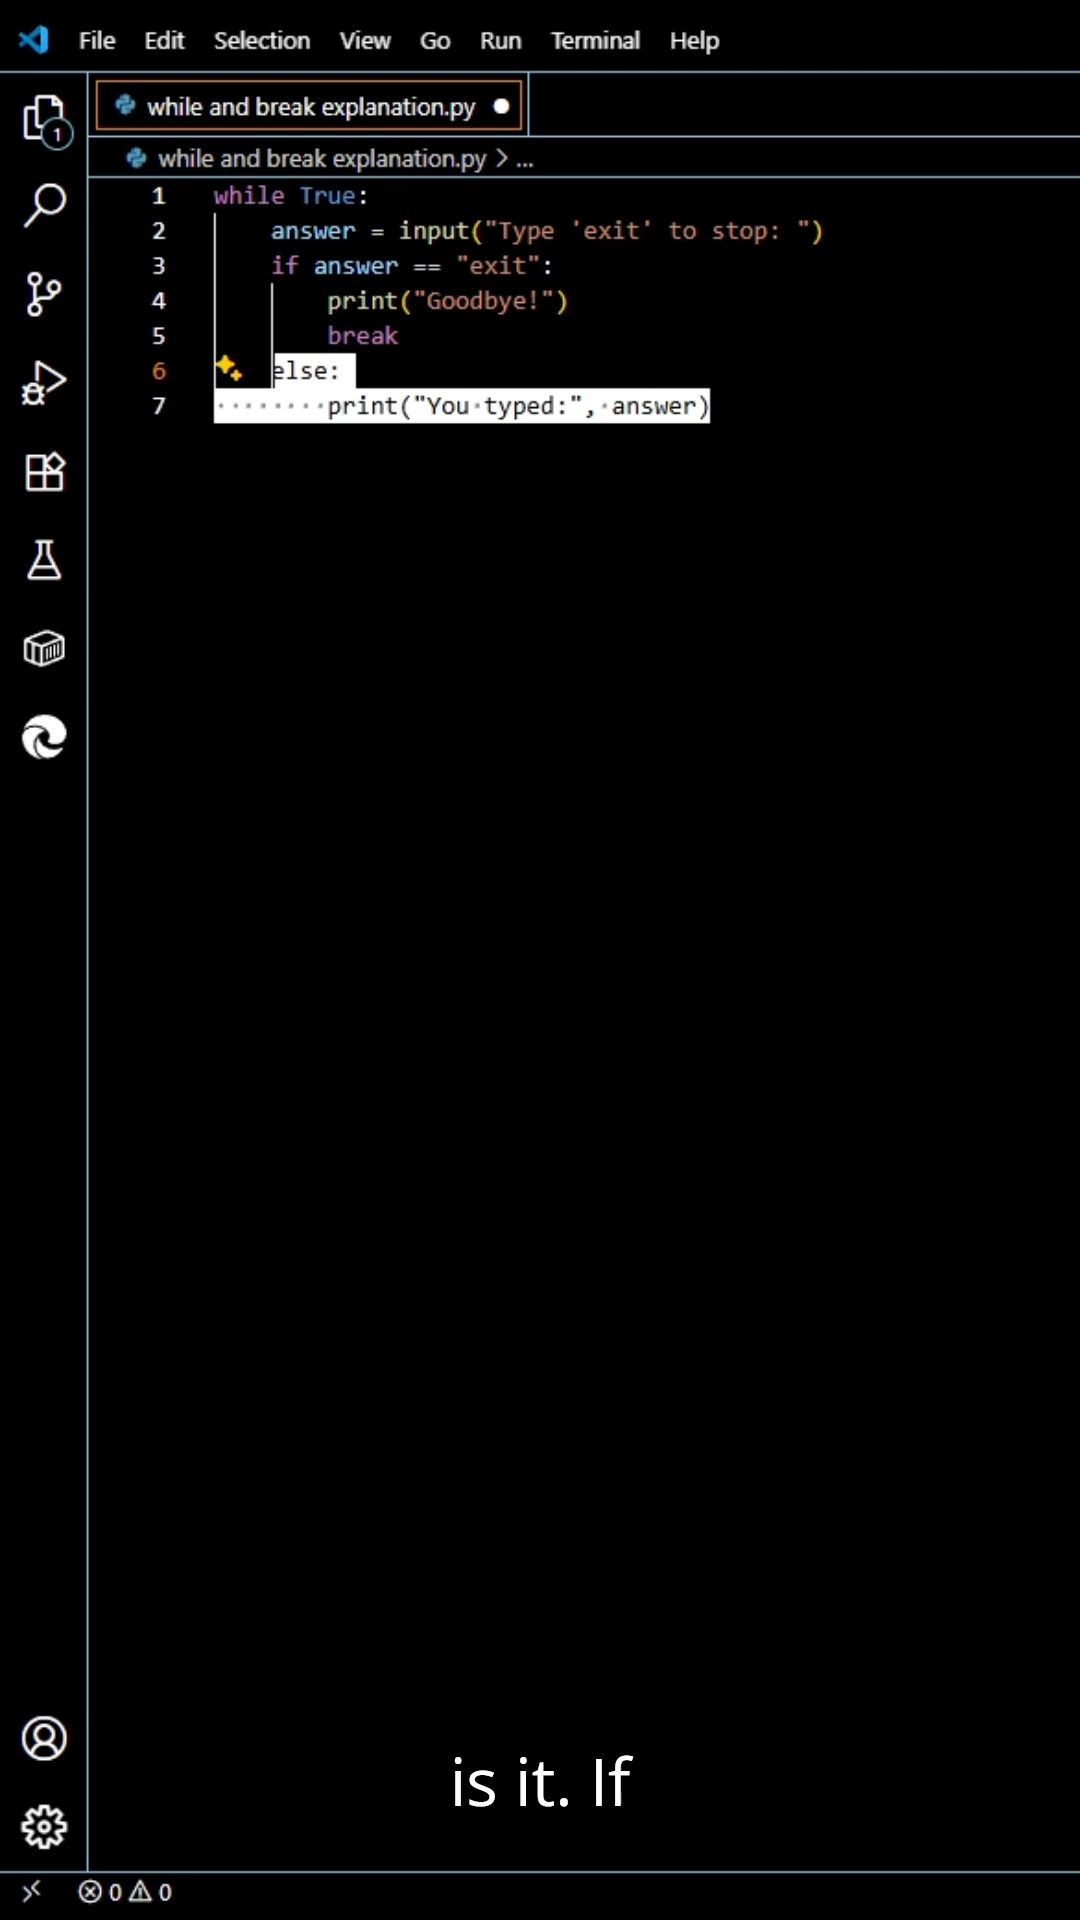 File Edit Selection View Go Run Terminal Help
while and break explanation.py
1
while and break explanation.py > ...
1 while True:
2     answer = input("Type 'exit' to stop: ")
3     if answer == "exit":
4         print("Goodbye!")
5         break
6     else:
7         print("You typed:", answer)
is it. If
0 0